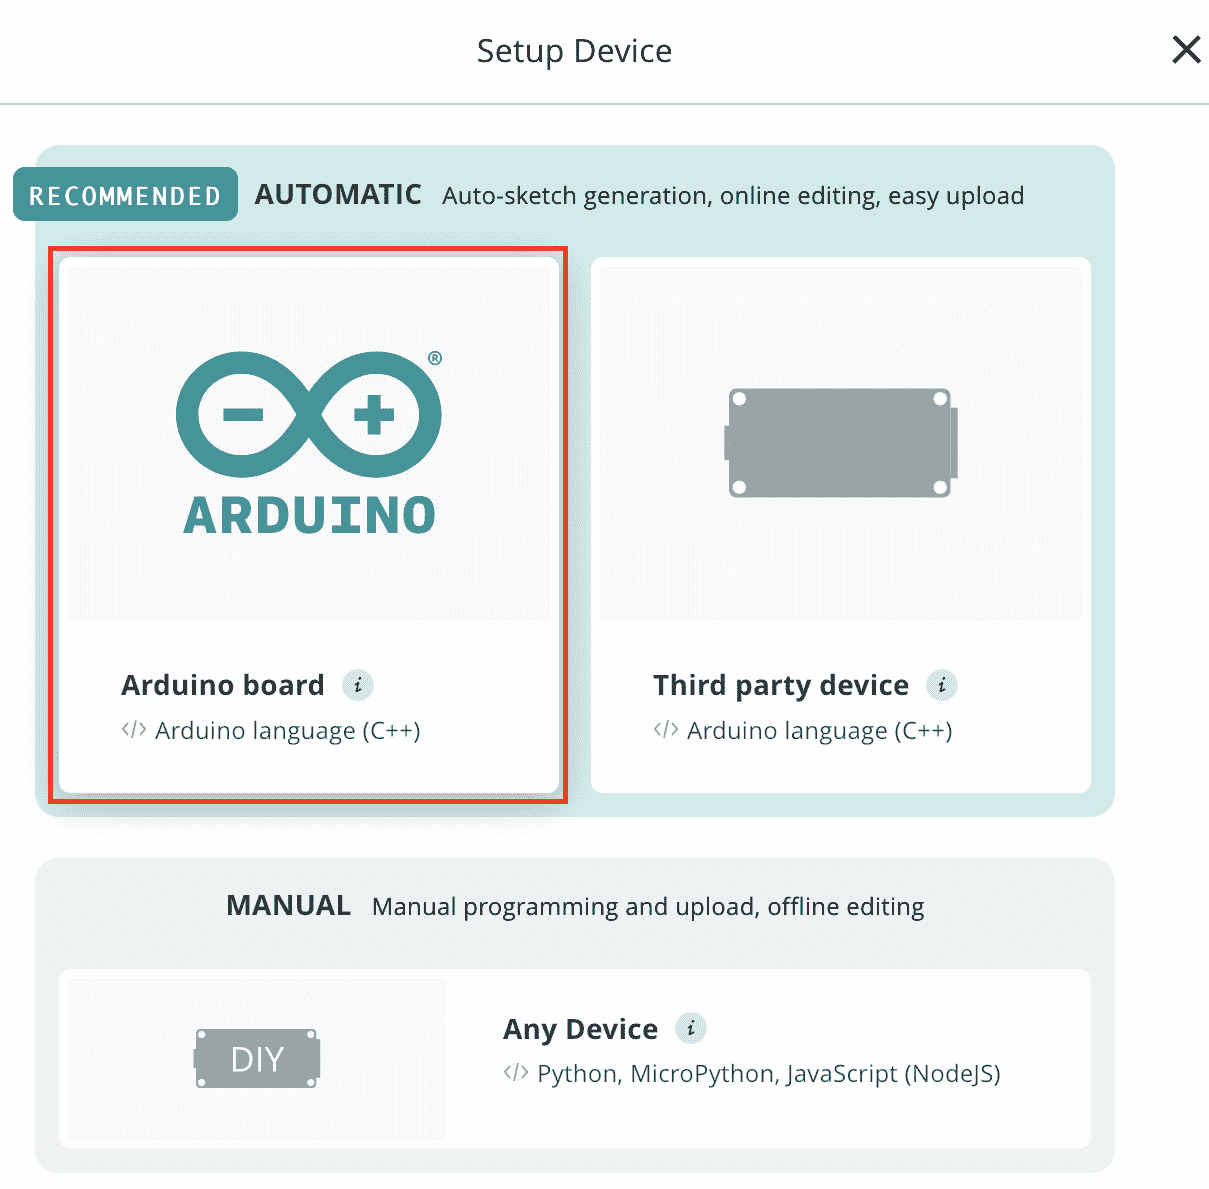 Setup Device
RECOMMENDED AUTOMATIC Auto-sketch generation, online editing, easy upload
®
ARDUINO
Arduino board i
</> Arduino language (C++)
Third party device i
</> Arduino language (C++)
MANUAL Manual programming and upload, offline editing
DIY
Any Device i
</> Python, MicroPython, JavaScript (NodeJS)